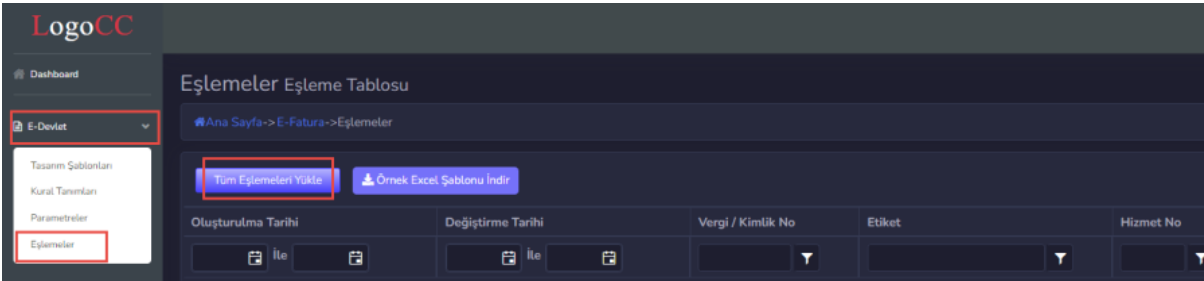 LogoCC
Dashboard
E-Devlet
Tasarım Şablonları
Kural Tanımları
Parametreler
Eşlemeler
Eşlemeler Eşleme Tablosu
Ana Sayfa->E-Fatura->Eşlemeler
Tüm Eşlemeleri Yükle Örnek Excel Şablonu İndir
Oluşturulma Tarihi Değiştirme Tarihi Vergi / Kimlik No Etiket Hizmet No
İle İle